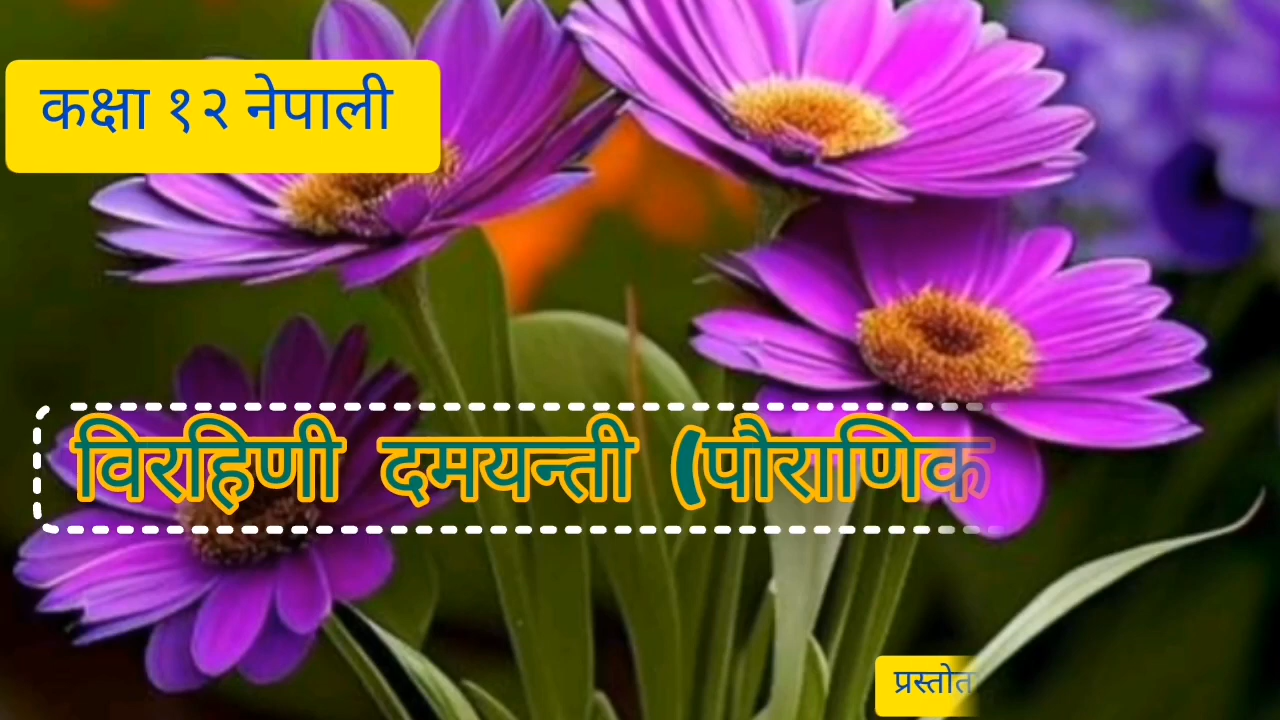 कक्षा १२ नेपाली
विरहिणी दमयन्ती (पौराणिक
प्रस्तोत